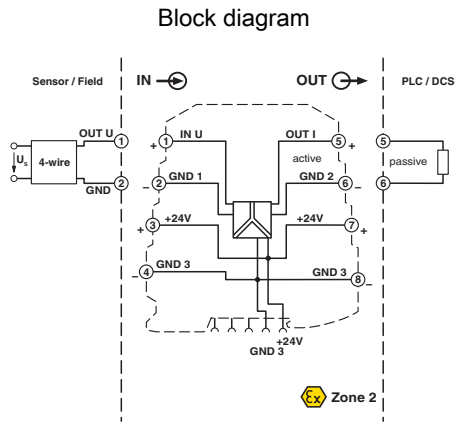 Block diagram
Sensor / Field
IN
OUT
PLC / DCS
OUT U
1
+
1
IN U
OUT I
5
+
5
Us
4-wire
active
passive
GND
2
–
2
GND 1
GND 2
6
–
6
+
3
+24V
+24V
7
+
–
4
GND 3
GND 3
8
–
+24V
GND 3
Ex
Zone 2